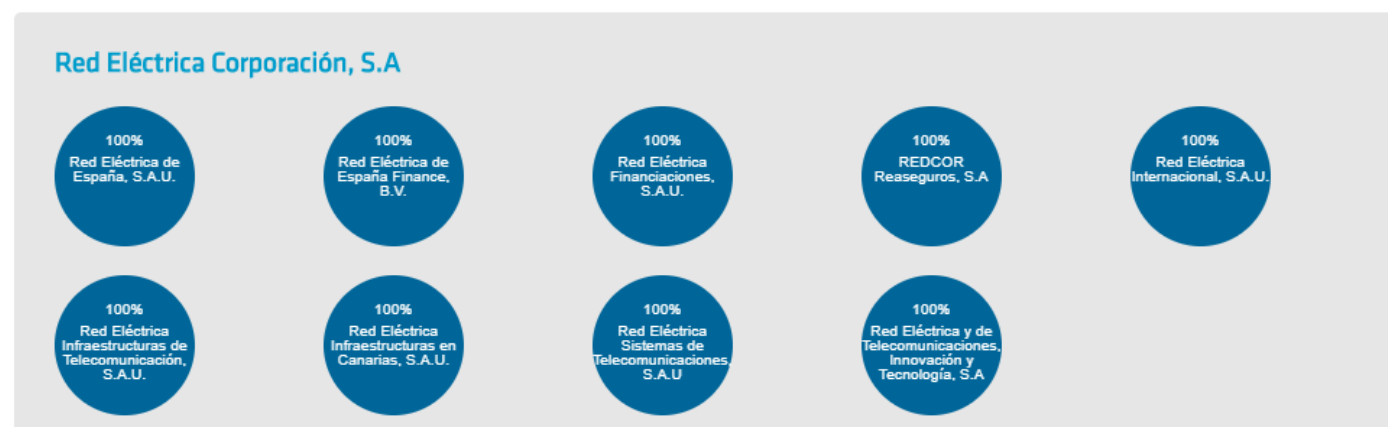 Red Eléctrica Corporación, S.A
100%
Red Eléctrica de
España, S.A.U.
100%
Red Eléctrica de
España Finance,
B.V.
100%
Red Eléctrica
Financiaciones,
S.A.U.
100%
REDCOR
Reaseguros, S.A
100%
Red Eléctrica
Internacional, S.A.U.
100%
Red Eléctrica
Infraestructuras de
Telecomunicación,
S.A.U.
100%
Red Eléctrica
Infraestructuras en
Canarias, S.A.U.
100%
Red Eléctrica
Sistemas de
Telecomunicaciones,
S.A.U
100%
Red Eléctrica y de
Telecomunicaciones,
Innovación y
Tecnología, S.A